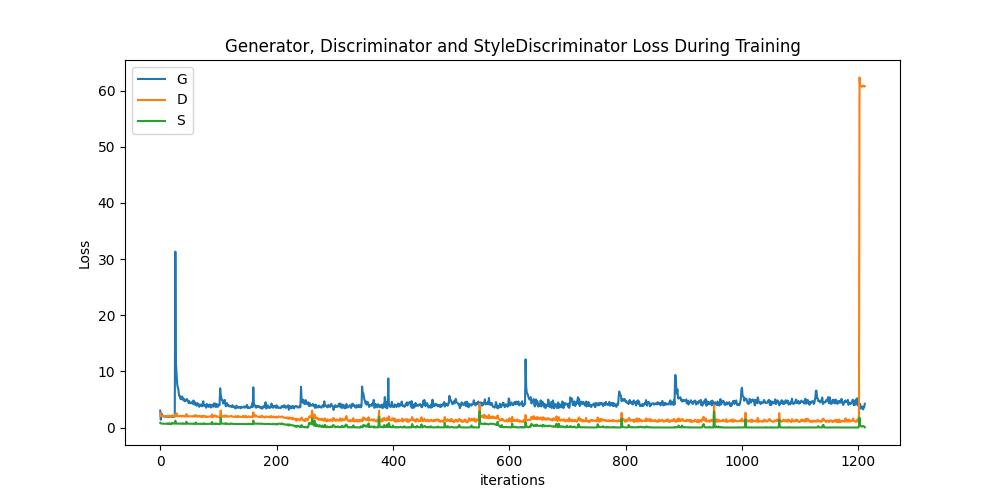 Generator, Discriminator and StyleDiscriminator Loss During Training
G
D
S
60
50
40
30
20
10
0
Loss
0 200 400 600 800 1000 1200
iterations